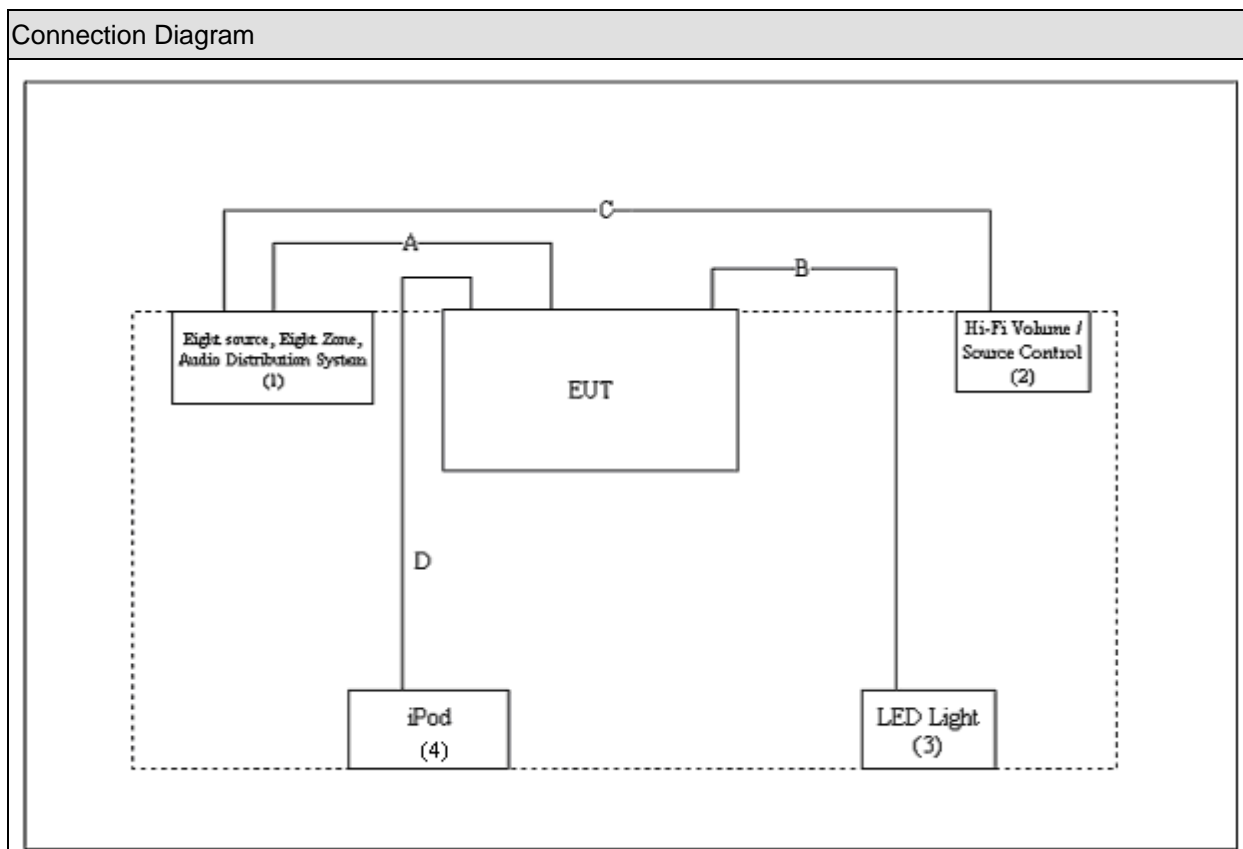 Connection Diagram
C
A
B
Eight source, Eight Zone,
Audio Distribution System
(1)
EUT
Hi-Fi Volume /
Source Control
(2)
D
iPod
(4)
LED Light
(3)